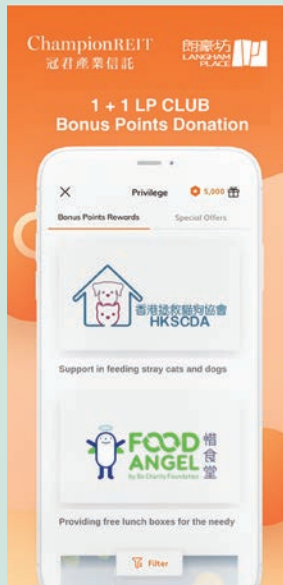 ChampionREIT
冠君產業信託
朗豪坊
LANGHAM
PLACE
1 + 1 LP CLUB
Bonus Points Donation
Privilege
5,000
Bonus Points Rewards
Special Offers
香港拯救貓狗協會
HKSCDA
Support in feeding stray cats and dogs
FOOD
ANGEL
惜食堂
by Bo Charity Foundation
Providing free lunch boxes for the needy
Filter